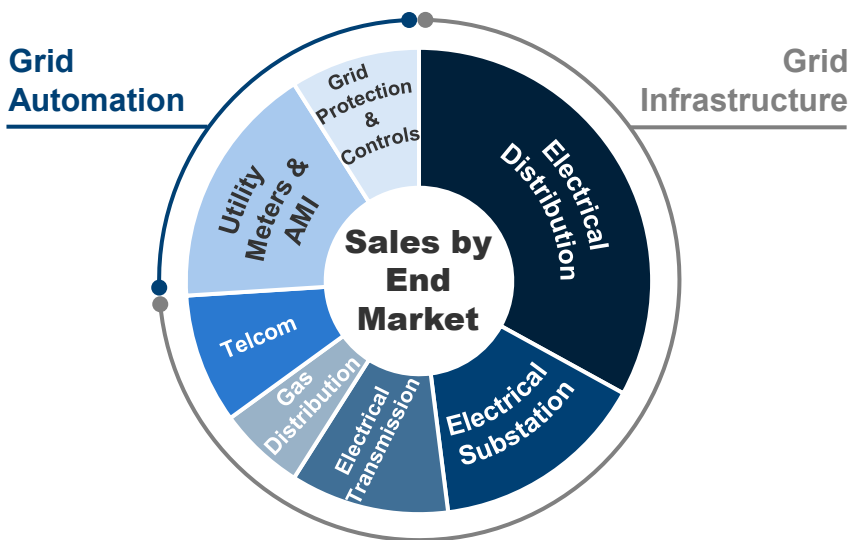 Grid
Automation
Grid
Infrastructure
Grid
Protection
&
Controls
Electrical
Distribution
Utility
Meters &
AMI
Sales by
End
Market
Telcom
Gas
Distribution
Electrical
Transmission
Electrical
Substation